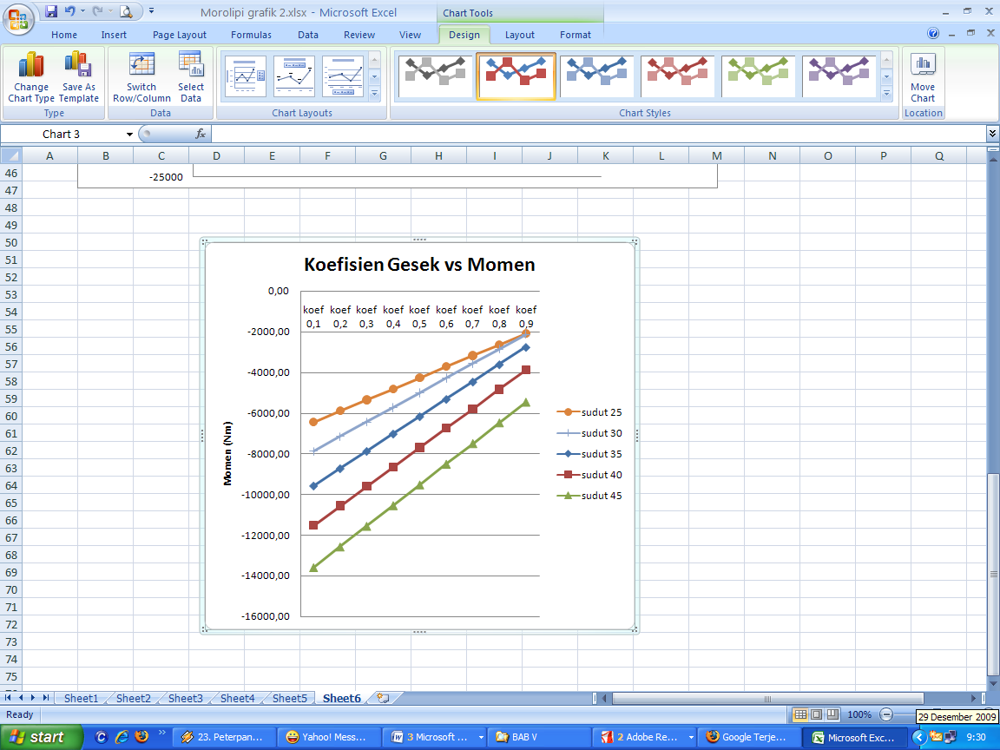 Morolipi grafik 2.xlsx - Microsoft Excel
Chart Tools
Home Insert Page Layout Formulas Data Review View Design Layout Format
Change Chart Type
Save As Template
Switch Row/Column
Select Data
Move Chart
Type Data Chart Layouts Chart Styles Location
Chart 3 fx
A B C D E F G H I J K L M N O P Q
46
-25000
47
48
49
50
51
52
53
54
55
56
57
58
59
60
61
62
63
64
65
66
67
68
69
70
71
72
73
74
75
Koefisien Gesek vs Momen
0,00
koef 0,1
koef 0,2
koef 0,3
koef 0,4
koef 0,5
koef 0,6
koef 0,7
koef 0,8
koef 0,9
-2000,00
-4000,00
-6000,00
-8000,00
-10000,00
-12000,00
-14000,00
-16000,00
Momen (Nm)
sudut 25
sudut 30
sudut 35
sudut 40
sudut 45
Sheet1 Sheet2 Sheet3 Sheet4 Sheet5 Sheet6
Ready 100%
29 Desember 2009
start 23. Peterpan... Yahoo! Mess... 3 Microsoft ... BAB V 2 Adobe Re... Google Terje... Microsoft Exc... 9:30